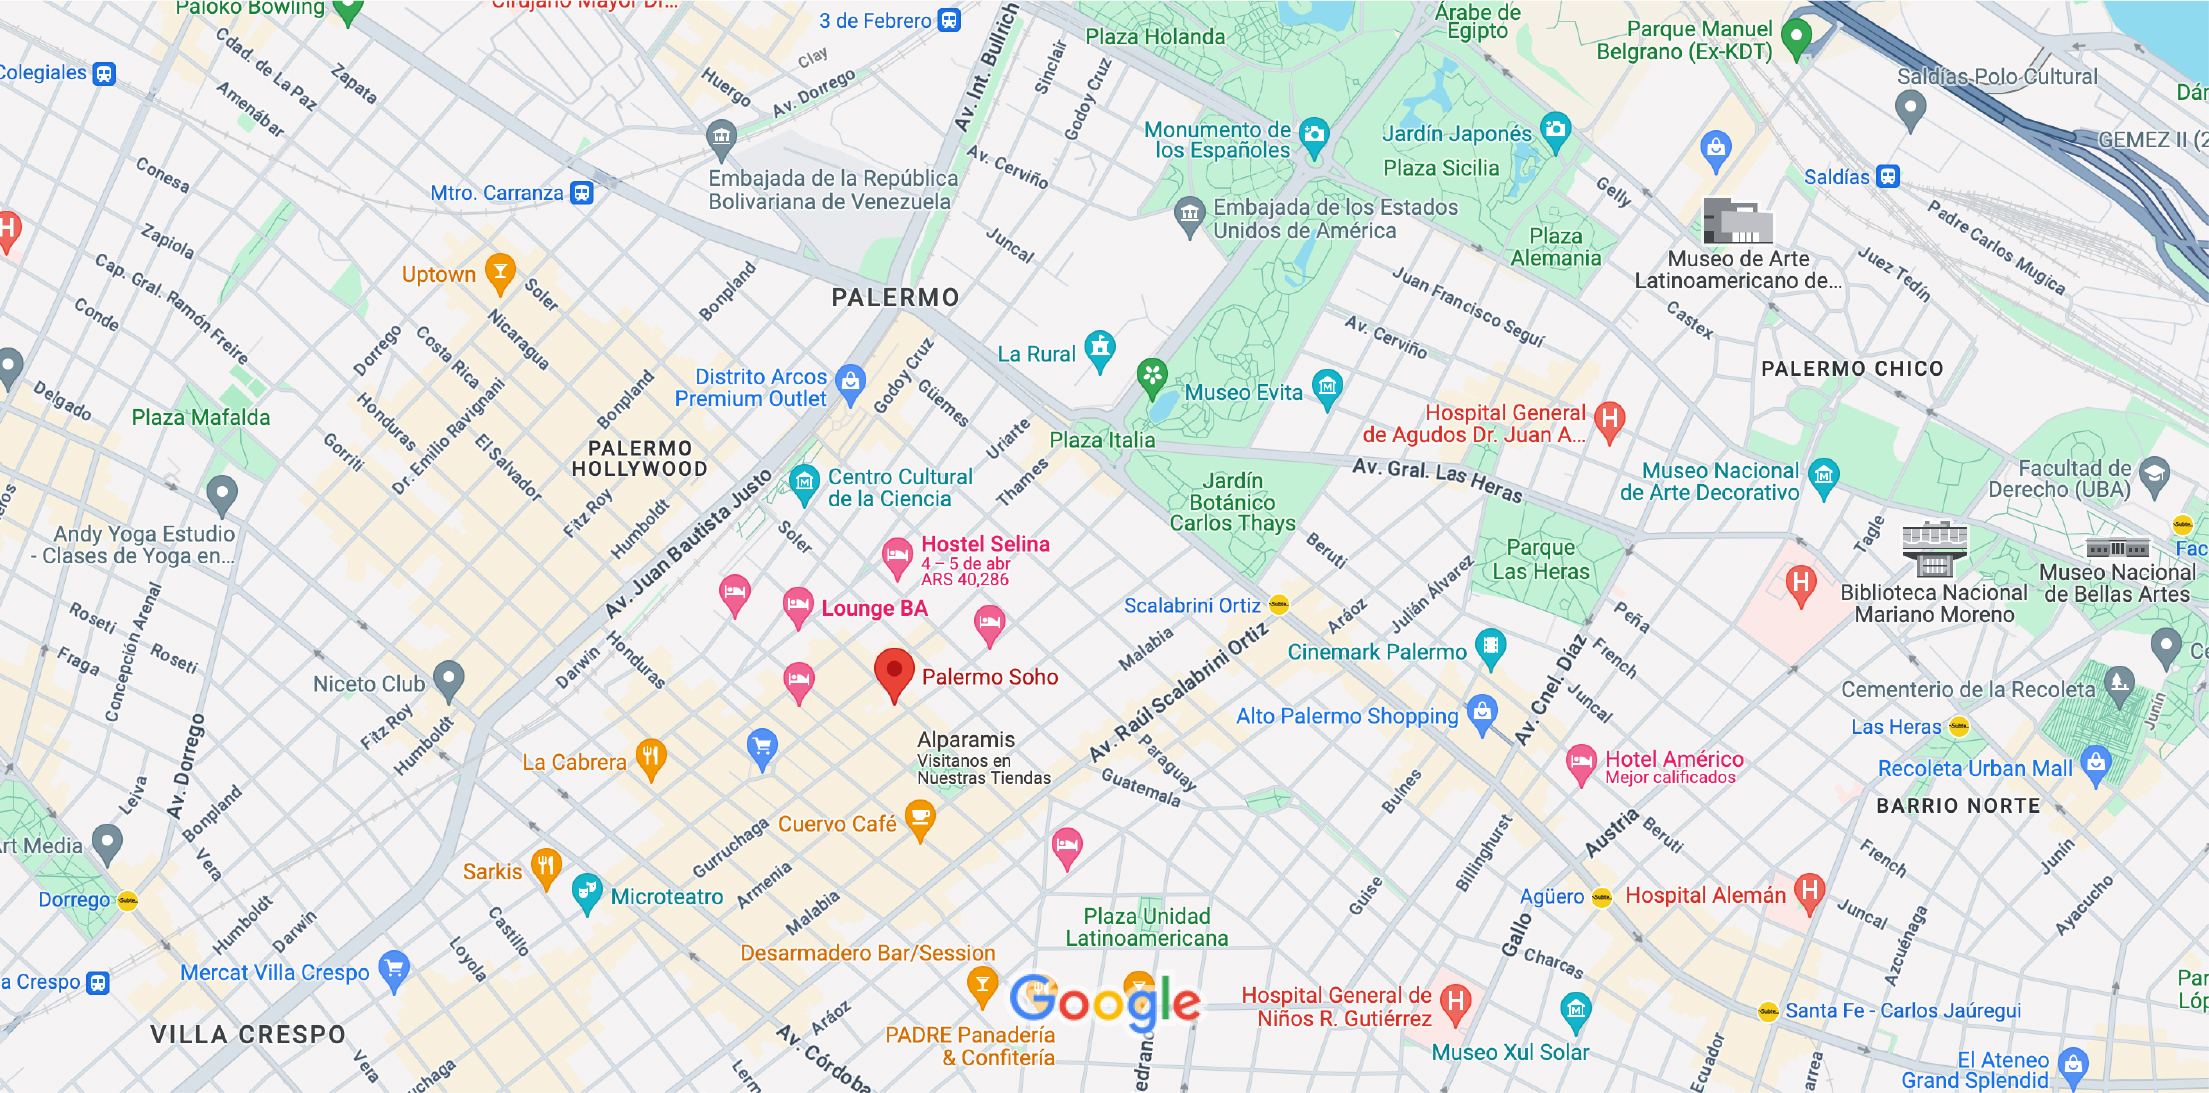 Paloko Bowling
Cirujano Mayor Dr...
3 de Febrero
Plaza Holanda
Árabe de
Egipto
Parque Manuel
Belgrano (Ex-KDT)
Colegiales
Cdad. de La Paz
Zapata
Amenábar
Huergo
Clay
Av. Dorrego
Av. Int. Bullrich
Sinclair
Godoy Cruz
Saldías Polo Cultural
GEMEZ II (2
Conesa
Mtro. Carranza
Embajada de la República
Bolivariana de Venezuela
Av. Cerviño
Monumento de
los Españoles
Jardín Japonés
Plaza Sicilia
Gelly
Saldías
Padre Carlos Mugica
Zapiola
Juncal
Embajada de los Estados
Unidos de América
Plaza
Alemania
Museo de Arte
Latinoamericano de...
Juez Tedín
Cap. Gral. Ramón Freire
Uptown
Soler
Bonpland
PALERMO
Juan Francisco Seguí
Castex
Conde
Dorrego
Costa Rica
Nicaragua
La Rural
Av. Cerviño
PALERMO CHICO
Delgado
Plaza Mafalda
Honduras
Dr. Emilio Ravignani
Bonpland
Distrito Arcos
Premium Outlet
Godoy Cruz
Güemes
Museo Evita
Hospital General
de Agudos Dr. Juan A...
Gorriti
El Salvador
PALERMO
HOLLYWOOD
Uriarte
Plaza Italia
Av. Gral. Las Heras
Museo Nacional
de Arte Decorativo
Facultad de
Derecho (UBA)
Fitz Roy
Humboldt
Av. Juan Bautista Justo
Centro Cultural
de la Ciencia
Thames
Jardín
Botánico
Carlos Thays
Andy Yoga Estudio
- Clases de Yoga en...
Soler
Hostel Selina
4 – 5 de abr
ARS 40,286
Beruti
Parque
Las Heras
Tagle
Biblioteca Nacional
Mariano Moreno
Museo Nacional
de Bellas Artes
Roseti
Concepción Arenal
Lounge BA
Scalabrini Ortiz
Aráoz
Julián Álvarez
Peña
Fraga
Roseti
Darwin
Honduras
Malabia
Cinemark Palermo
French
Niceto Club
Palermo Soho
Av. Raúl Scalabrini Ortiz
Av. Cnel. Díaz
Juncal
Cementerio de la Recoleta
Junín
Fitz Roy
Humboldt
Av. Dorrego
Alto Palermo Shopping
Las Heras
La Cabrera
Alparamis
Visitanos en
Nuestras Tiendas
Paraguay
Guatemala
Hotel Américo
Mejor calificados
Recoleta Urban Mall
Leiva
Bonpland
Bulnes
BARRIO NORTE
Art Media
Vera
Cuervo Café
Gurruchaga
Billinghurst
Austria
Beruti
French
Junín
Sarkis
Microteatro
Armenia
Malabia
Guise
Dorrego
Agüero
Hospital Alemán
Humboldt
Darwin
Castillo
Loyola
Plaza Unidad
Latinoamericana
Gallo
Juncal
Azcuénaga
Ayacucho
Desarmadero Bar/Session
Charcas
a Crespo
Mercat Villa Crespo
Google
Hospital General de
Niños R. Gutiérrez
Santa Fe - Carlos Jaúregui
VILLA CRESPO
Vera
Aráoz
Av. Córdoba
PADRE Panadería
& Confitería
Museo Xul Solar
Ecuador
El Ateneo
Grand Splendid